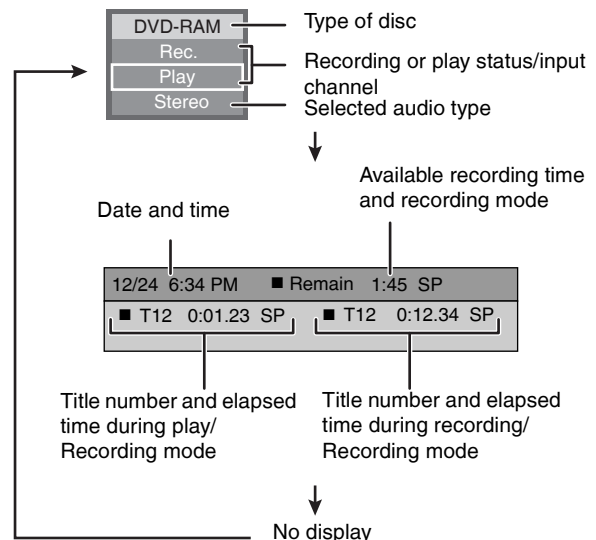 DVD-RAM
Type of disc
Rec.
Play
Recording or play status/input
channel
Stereo
Selected audio type
Available recording time
and recording mode
Date and time
12/24 6:34 PM ■ Remain 1:45 SP
■ T12 0:01.23 SP ■ T12 0:12.34 SP
Title number and elapsed
time during play/
Recording mode
Title number and elapsed
time during recording/
Recording mode
No display